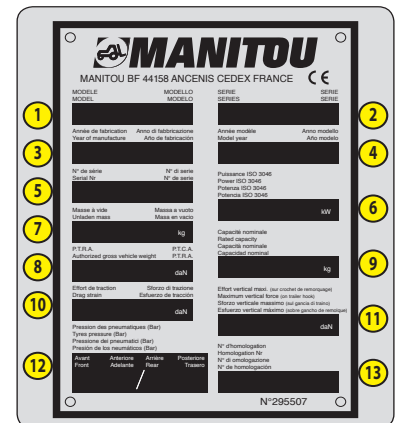 MANITOU
MANITOU BF 44158 ANCENIS CEDEX FRANCE CE
MODELE MODELLO
MODEL MODELO
1
SERIE SERIE
SERIES SERIE
2
Année de fabrication Anno di fabbricazione
Year of manufacture Año de fabricación
3
Année modèle Anno modello
Model year Año modelo
4
N° de série N° di serie
Serial Nr N° de serie
5
Puissance ISO 3046
Power ISO 3046
Potenza ISO 3046
Potencia ISO 3046
kW
6
Masse à vide Massa a vuoto
Unladen mass Masa en vacio
kg
7
Capacité nominale
Rated capacity
Capacité nominale
Capacidad nominal
kg
9
P.T.R.A. P.T.C.A.
Authorized gross vehicle weight P.T.R.A.
daN
8
Effort de traction Sforzo di trazione
Drag strain Esfuerzo de tracción
daN
10
Effort vertical maxi. (sur crochet de remorquage)
Maximum vertical force (on trailer hook)
Sforzo verticale massimo (sul gancio di traino)
Esfuerzo vertical máximo (sobre gancho de remolque)
daN
11
Pression des pneumatiques (Bar)
Tyres pressure (Bar)
Pressione dei pneumatici (Bar)
Presión de los neumáticos (Bar)
Avant Anteriore Arrière Posteriore
Front Adelante Rear Trasero
/
12
N° d'homologation
Homologation Nr
N° di omologazione
N° de homologación
13
N°295507